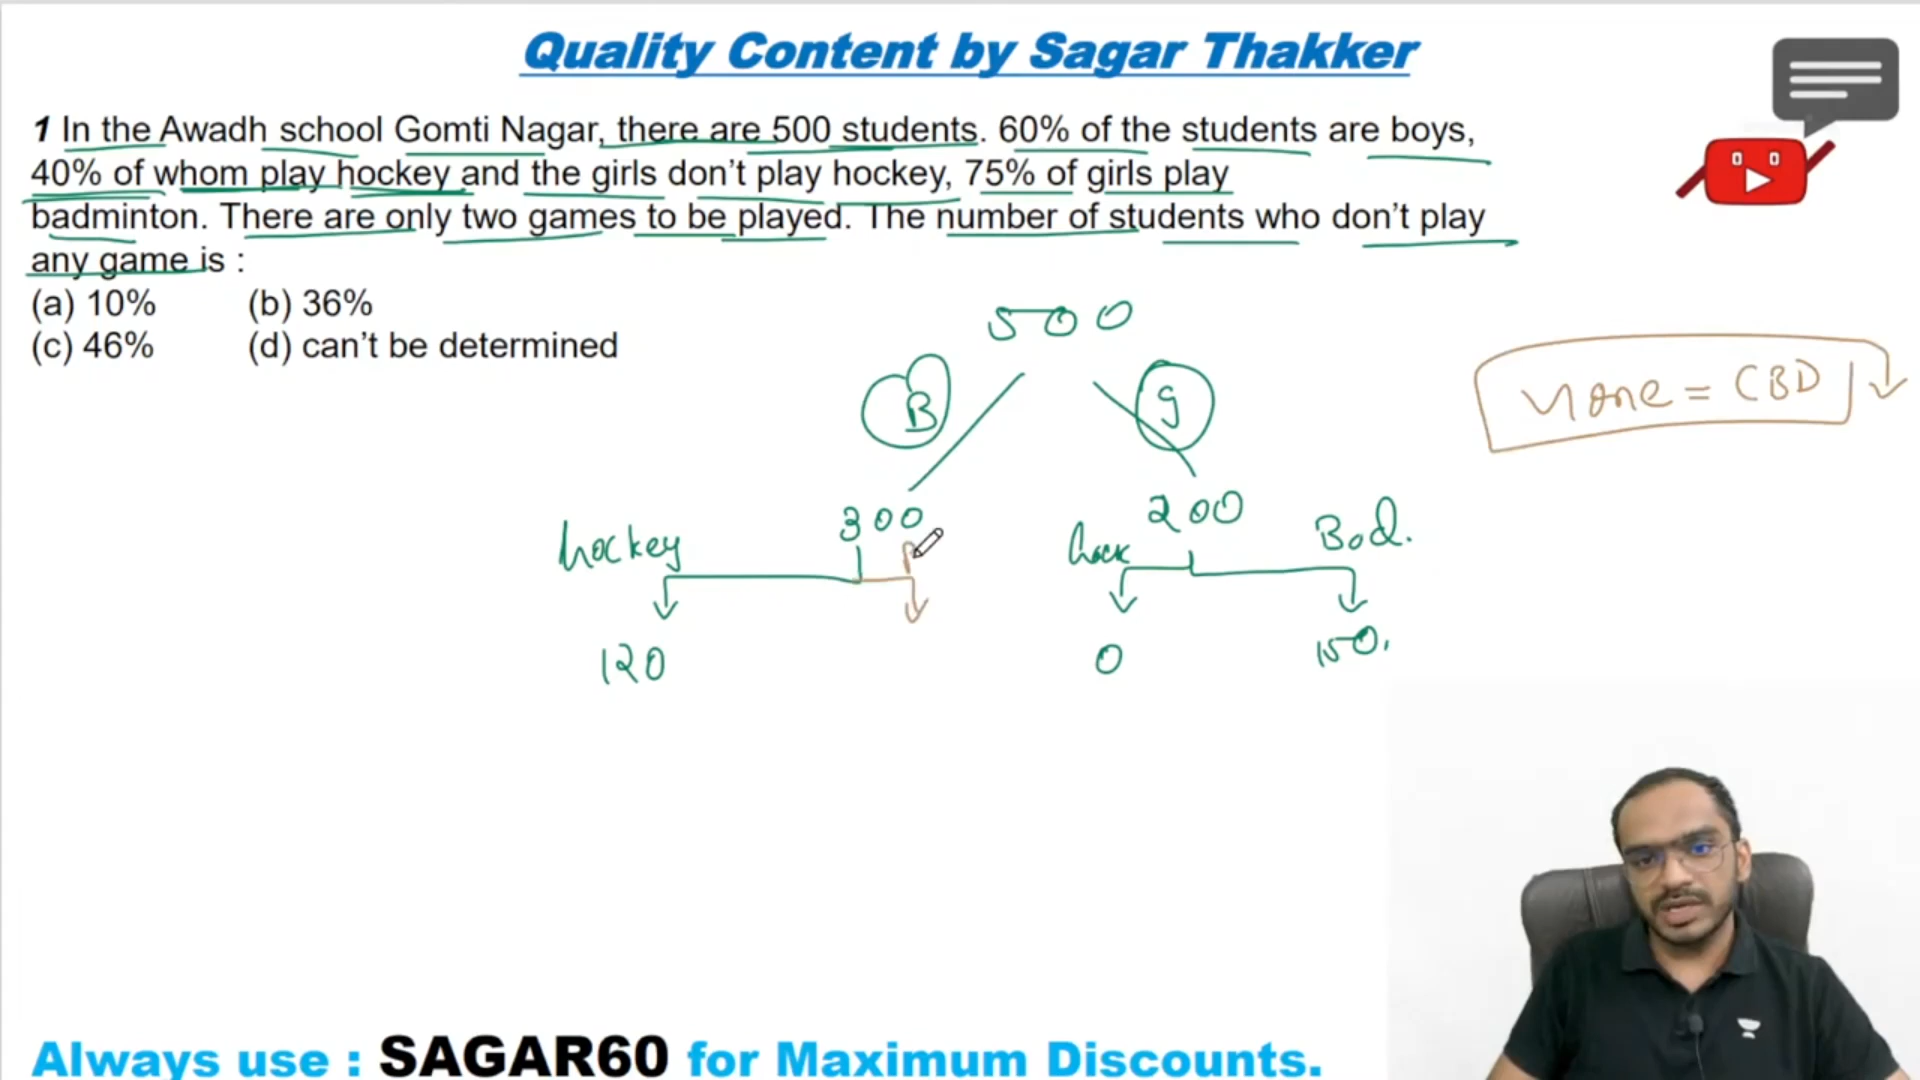 Quality Content by Sagar Thakker
1 In the Awadh school Gomti Nagar, there are 500 students. 60% of the students are boys,
40% of whom play hockey and the girls don't play hockey, 75% of girls play
badminton. There are only two games to be played. The number of students who don't play
any game is :
(a) 10% (b) 36%
(c) 46% (d) can't be determined
500
B g
none = CBD
300 200
hockey hock Bad.
120 0 150.
Always use : SAGAR60 for Maximum Discounts.